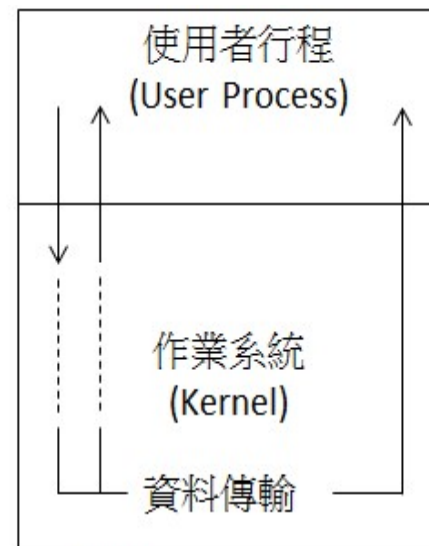 使用者行程
(User Process)
作業系統
(Kernel)
資料傳輸